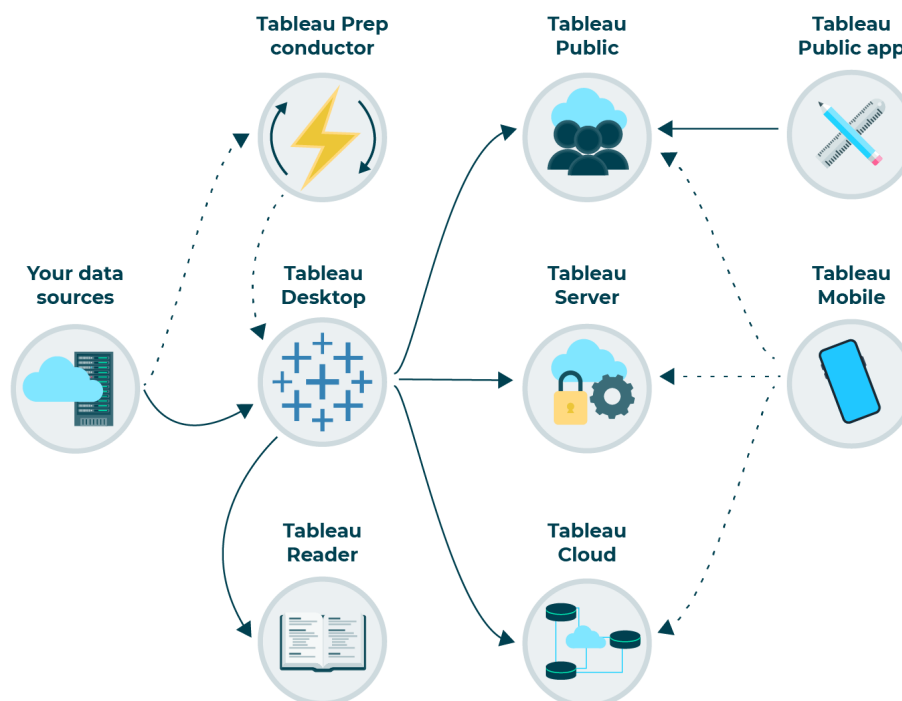 Tableau Prep
conductor
Tableau
Public
Tableau
Public app
Your data
sources
Tableau
Desktop
Tableau
Server
Tableau
Mobile
Tableau
Reader
Tableau
Cloud